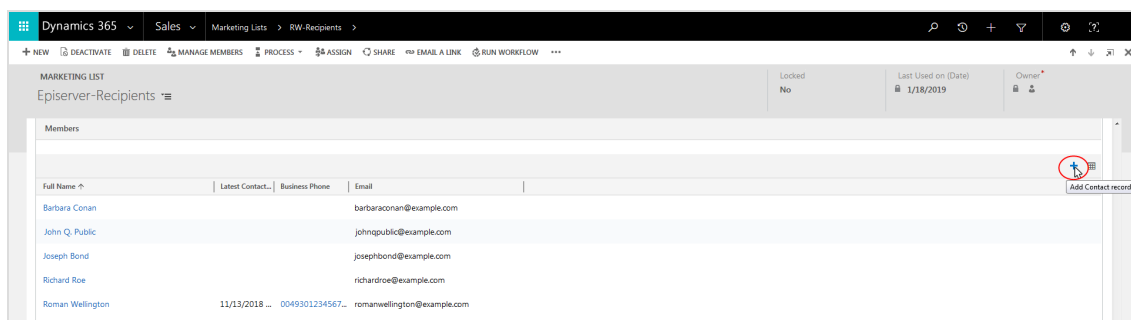 Dynamics 365 Sales Marketing Lists > RW-Recipients >
NEW DEACTIVATE DELETE MANAGE MEMBERS PROCESS ASSIGN SHARE EMAIL A LINK RUN WORKFLOW ...
MARKETING LIST Locked Last Used on (Date) Owner*
Episerver-Recipients No 1/18/2019
Members
Add Contact record
Full Name ↑ Latest Contact... Business Phone Email
Barbara Conan barbaraconan@example.com
John Q. Public johnqpublic@example.com
Joseph Bond josephbond@example.com
Richard Roe richardroe@example.com
Roman Wellington 11/13/2018 ... 0049301234567... romanwellington@example.com